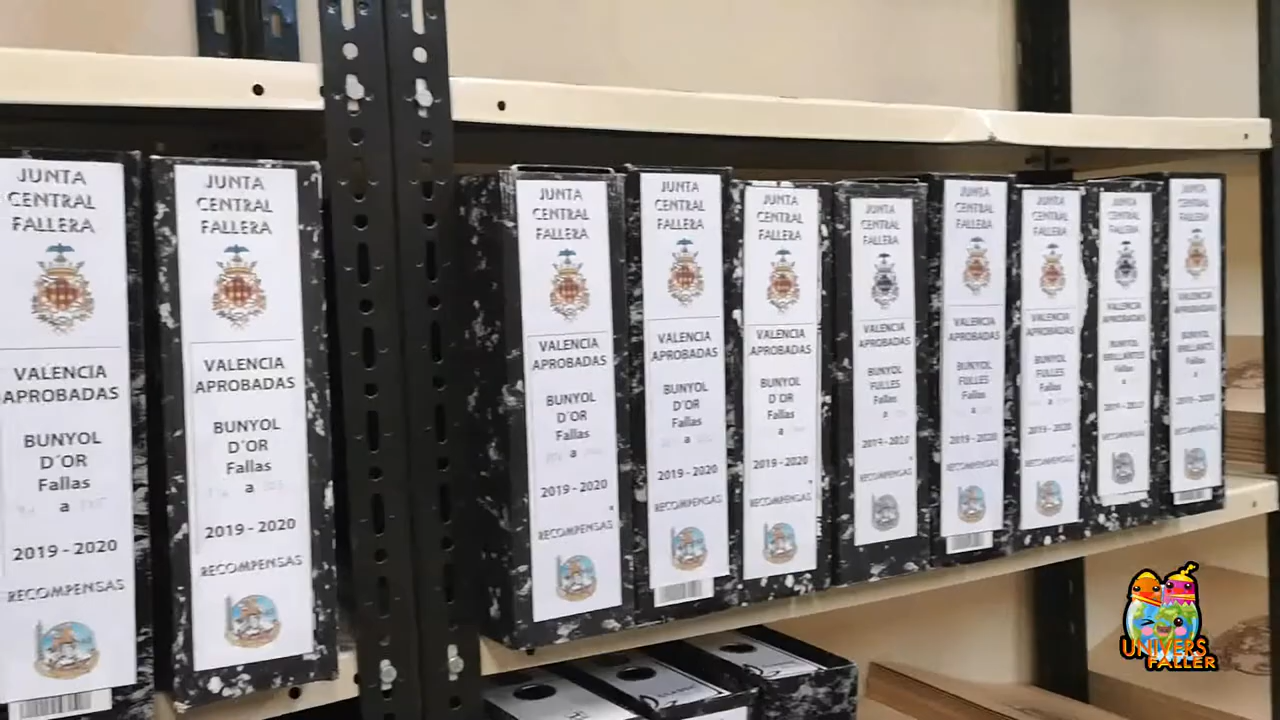 JUNTA
CENTRAL
FALLERA
VALENCIA
APROBADAS
BUNYOL
D´OR
Fallas
a
2019 - 2020
RECOMPENSAS
JUNTA
CENTRAL
FALLERA
VALENCIA
APROBADAS
BUNYOL
D´OR
Fallas
a
2019 - 2020
RECOMPENSAS
JUNTA
CENTRAL
FALLERA
VALENCIA
APROBADAS
BUNYOL
D´OR
Fallas
a
2019 - 2020
RECOMPENSAS
JUNTA
CENTRAL
FALLERA
VALENCIA
APROBADAS
BUNYOL
D´OR
Fallas
a
2019 - 2020
RECOMPENSAS
JUNTA
CENTRAL
FALLERA
VALENCIA
APROBADAS
BUNYOL
D´OR
Fallas
a
2019 - 2020
RECOMPENSAS
JUNTA
CENTRAL
FALLERA
VALENCIA
APROBADAS
BUNYOL
FULLES
Fallas
a
2019 - 2020
RECOMPENSAS
JUNTA
CENTRAL
FALLERA
VALENCIA
APROBADAS
BUNYOL
FULLES
Fallas
a
2019 - 2020
RECOMPENSAS
JUNTA
CENTRAL
FALLERA
VALENCIA
APROBADAS
BUNYOL
FULLES
Fallas
a
2019 - 2020
RECOMPENSAS
JUNTA
CENTRAL
FALLERA
VALENCIA
APROBADAS
BUNYOL
BRILLANTES
Fallas
a
2019 - 2020
RECOMPENSAS
JUNTA
CENTRAL
FALLERA
VALENCIA
APROBADAS
BUNYOL
BRILLANTES
Fallas
a
2019 - 2020
RECOMPENSAS
UNIVERS
FALLER